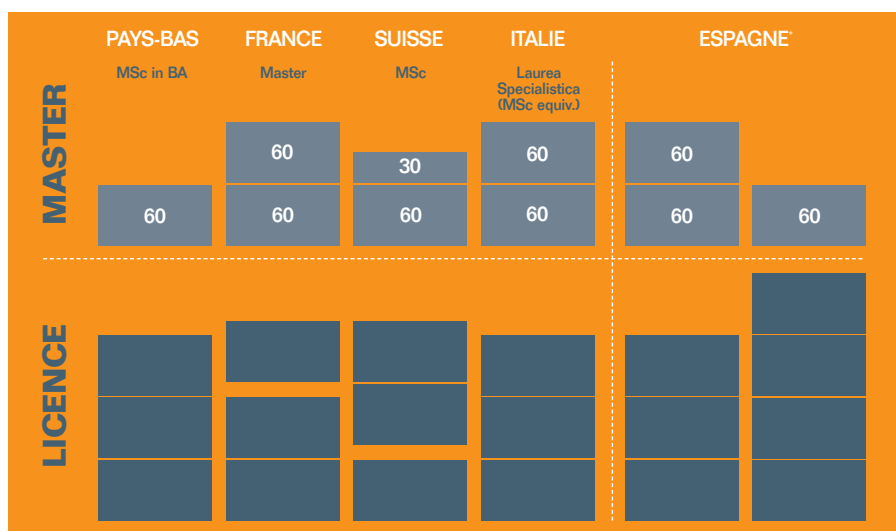 PAYS-BAS FRANCE SUISSE ITALIE ESPAGNE*
MSc in BA Master MSc Laurea
Specialistica
(MSc equiv.)
MASTER
60 30 60 60
60 60 60 60 60 60
LICENCE